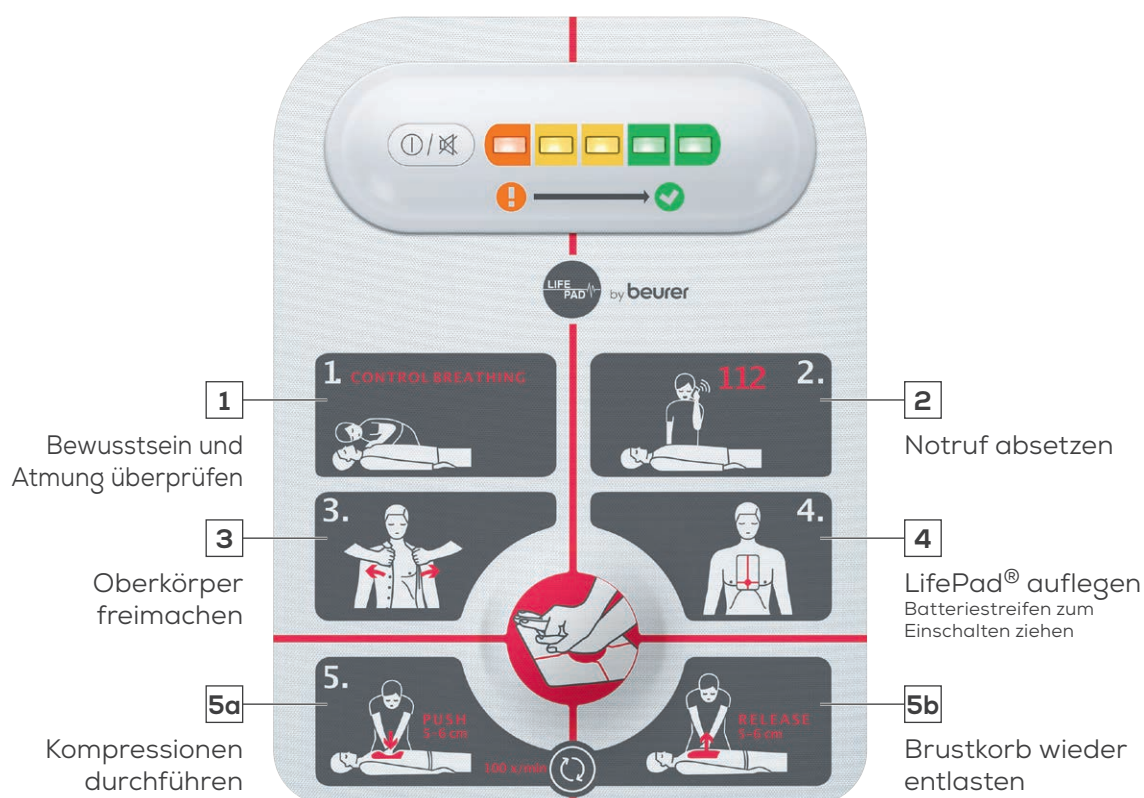 LIFE
PAD
by beurer
1. CONTROL BREATHING
112 2.
1
Bewusstsein und
Atmung überprüfen
2
Notruf absetzen
3.
4.
3
Oberkörper
freimachen
4
LifePad® auflegen
Batteriestreifen zum
Einschalten ziehen
5.
PUSH
5-6 cm
100 x/min
RELEASE
5-6 cm
5a
Kompressionen
durchführen
5b
Brustkorb wieder
entlasten